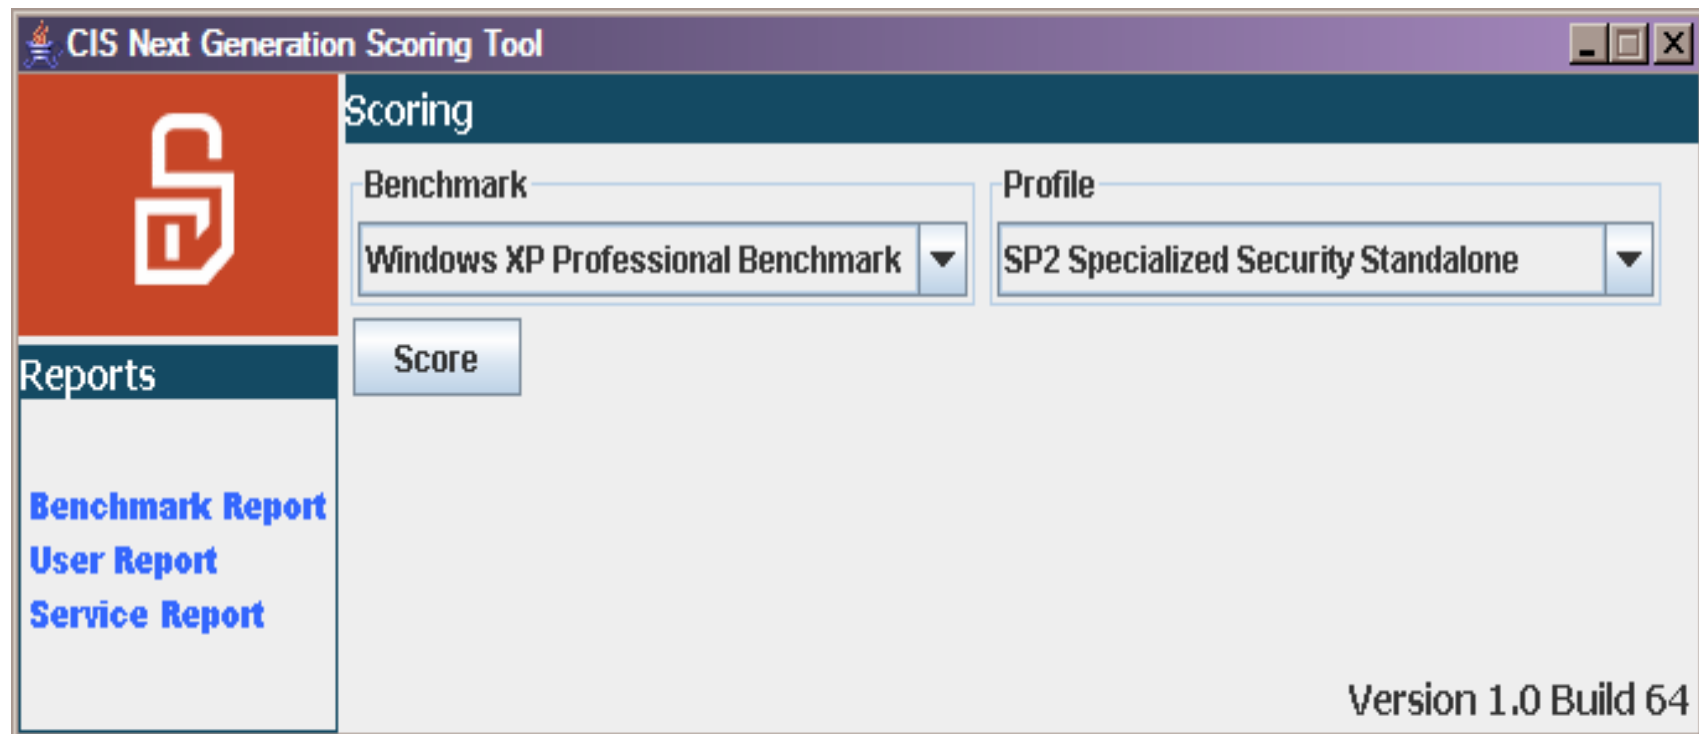 CIS Next Generation Scoring Tool
Scoring
Benchmark
Profile
Windows XP Professional Benchmark
SP2 Specialized Security Standalone
Score
Reports
Benchmark Report
User Report
Service Report
Version 1.0 Build 64